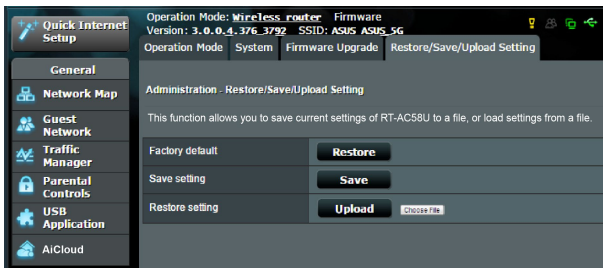 Quick Internet
Setup
General
Network Map
Guest
Network
Traffic
Manager
Parental
Controls
USB
Application
AiCloud
Operation Mode: Wireless router Firmware
Version: 3.0.0.4.376_3792 SSID: ASUS ASUS_5G
Operation Mode System Firmware Upgrade Restore/Save/Upload Setting
Administration - Restore/Save/Upload Setting
This function allows you to save current settings of RT-AC58U to a file, or load settings from a file.
Factory default Restore
Save setting Save
Restore setting Upload Choose File